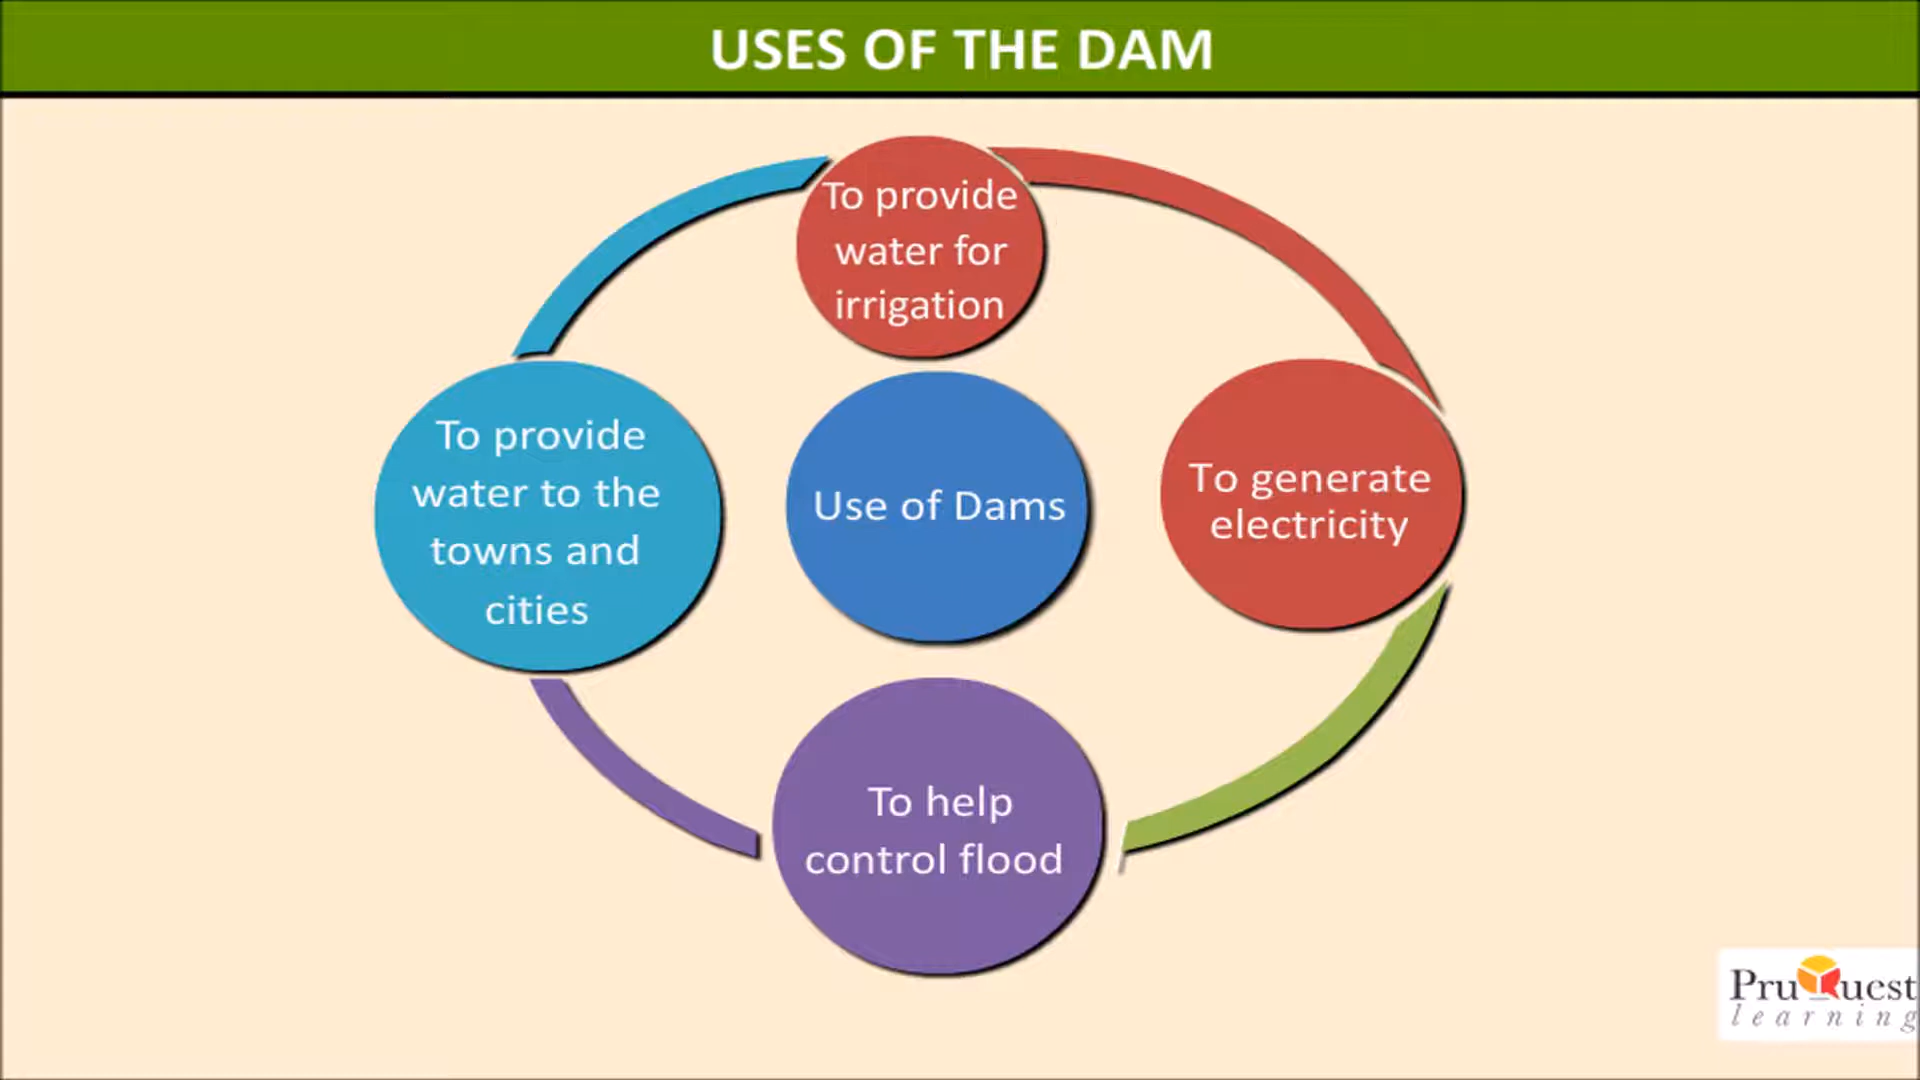 USES OF THE DAM
To provide
water for
irrigation
To provide
water to the
towns and
cities
Use of Dams
To generate
electricity
To help
control flood
PruQuest
learning